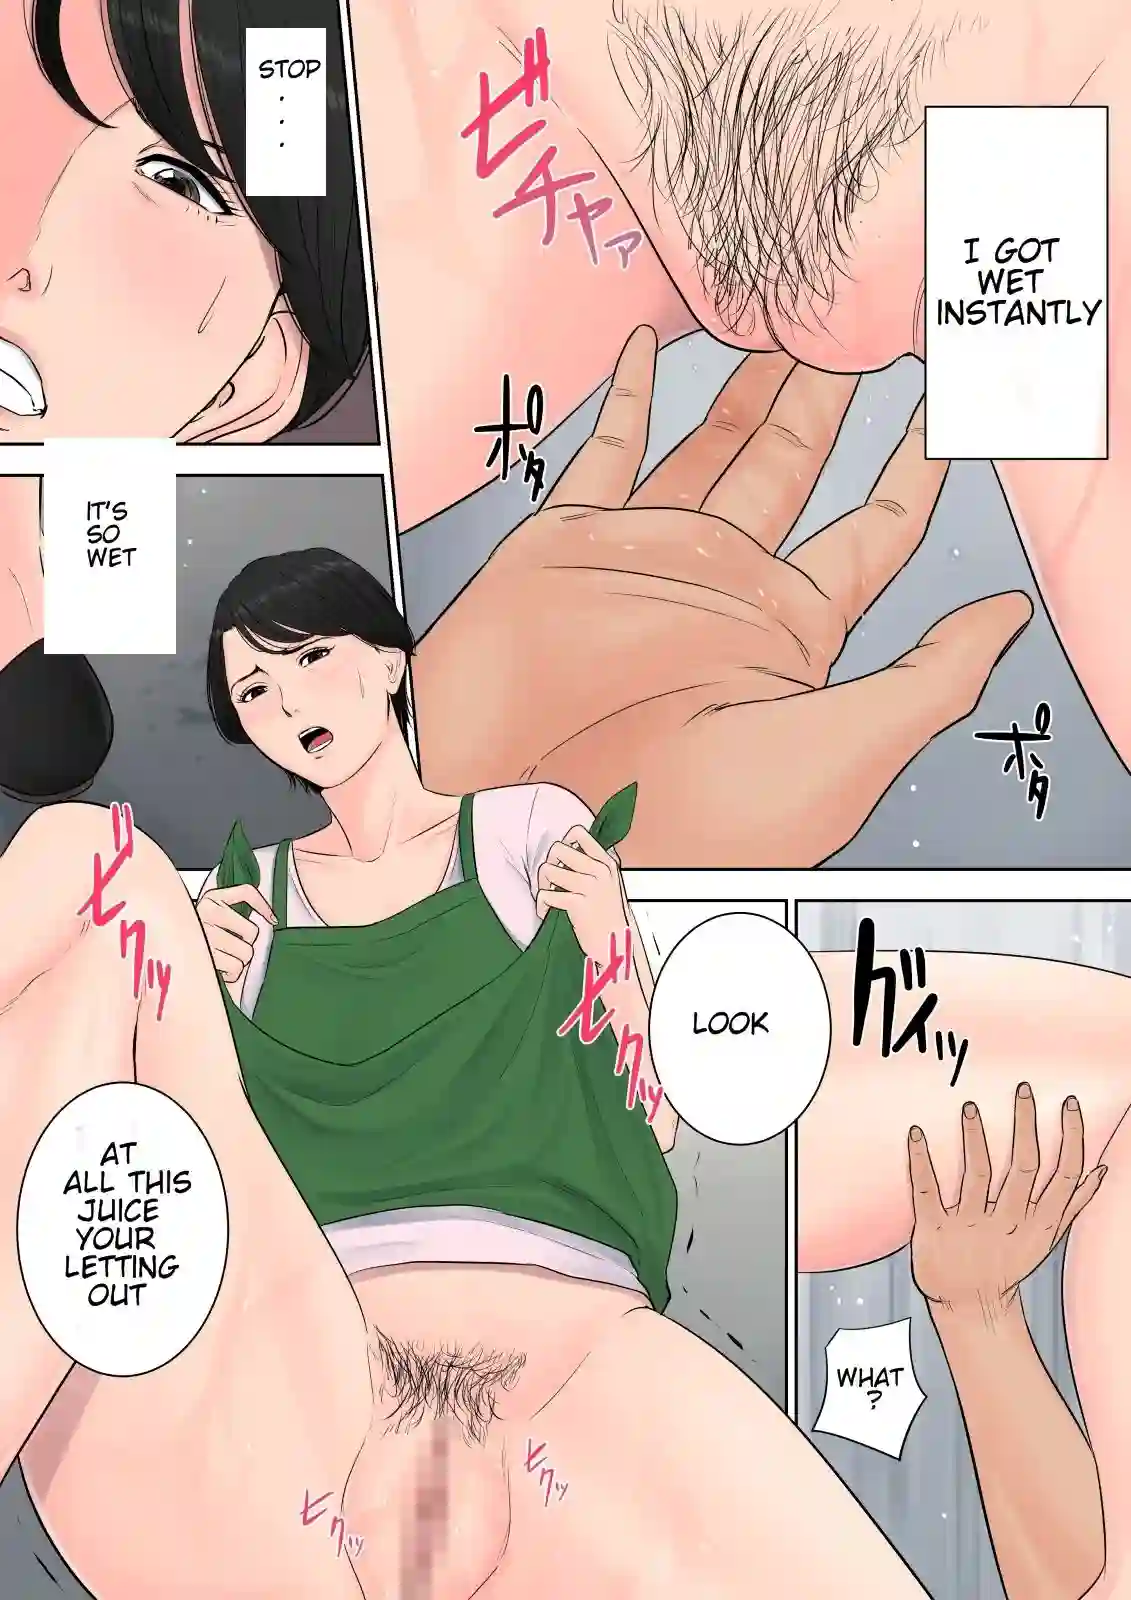 STOP
...
ビチャァ
I GOT
WET
INSTANTLY
ポタ
ポタ
IT'S
SO
WET
ビクッ
ビクッ
LOOK
グイッ
AT
ALL THIS
JUICE
YOUR
LETTING
OUT
WHAT
?
ヒクッ
ヒクッ